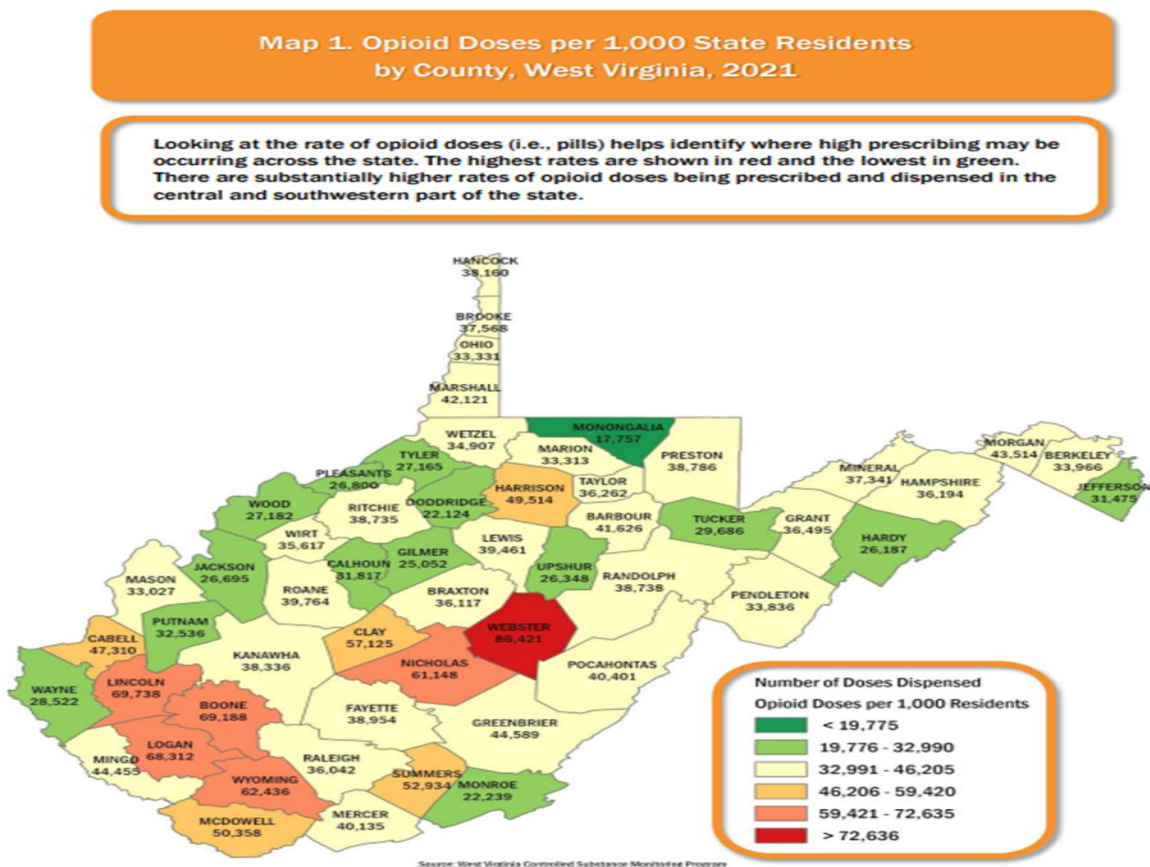 Map 1. Opioid Doses per 1,000 State Residents
by County, West Virginia, 2021
Looking at the rate of opioid doses (i.e., pills) helps identify where high prescribing may be
occurring across the state. The highest rates are shown in red and the lowest in green.
There are substantially higher rates of opioid doses being prescribed and dispensed in the
central and southwestern part of the state.
HANCOCK
38,160
BROOKE
37,568
OHIO
33,331
MARSHALL
42,121
WETZEL
34,907
MONONGALIA
17,757
MARION
33,313
PRESTON
38,786
TYLER
27,165
PLEASANTS
26,800
DODDRIDGE
22,124
HARRISON
49,514
TAYLOR
36,262
MORGAN
43,514
BERKELEY
33,966
JEFFERSON
31,475
MINERAL
37,341
HAMPSHIRE
36,194
WOOD
27,182
RITCHIE
38,735
BARBOUR
41,626
TUCKER
29,686
GRANT
36,495
HARDY
26,187
WIRT
35,617
LEWIS
39,461
GILMER
25,052
CALHOUN
31,817
UPSHUR
26,348
RANDOLPH
38,738
JACKSON
26,695
MASON
33,027
ROANE
39,764
BRAXTON
36,117
PENDLETON
33,836
PUTNAM
32,536
CABELL
47,310
CLAY
57,125
WEBSTER
86,421
KANAWHA
38,336
NICHOLAS
61,148
POCAHONTAS
40,401
WAYNE
28,522
LINCOLN
69,738
BOONE
69,188
FAYETTE
38,954
GREENBRIER
44,589
LOGAN
68,312
MINGO
44,455
RALEIGH
36,042
WYOMING
62,436
SUMMERS
52,934
MONROE
22,239
MCDOWELL
50,358
MERCER
40,135
Number of Doses Dispensed
Opioid Doses per 1,000 Residents
< 19,775
19,776 - 32,990
32,991 - 46,205
46,206 - 59,420
59,421 - 72,635
> 72,636
Source: West Virginia Controlled Substance Monitoring Program